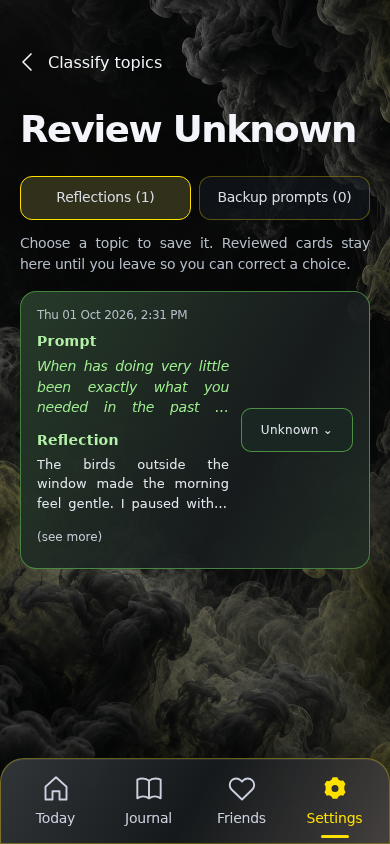 Classify topics
Review Unknown
Reflections (1)
Backup prompts (0)
Choose a topic to save it. Reviewed cards stay
here until you leave so you can correct a choice.
Thu 01 Oct 2026, 2:31 PM
Prompt
When has doing very little
been exactly what you
needed in the past ...
Reflection
The birds outside the
window made the morning
feel gentle. I paused with...
(see more)
Unknown
Today
Journal
Friends
Settings